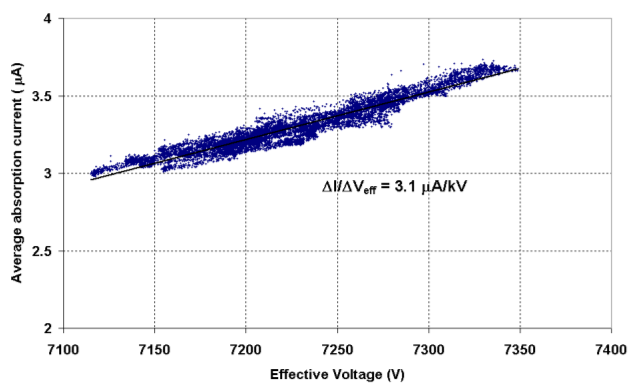 4
3.5
3
2.5
2
Average absorption current ( μA)
ΔI/ΔVeff = 3.1 μA/kV
7100 7150 7200 7250 7300 7350 7400
Effective Voltage (V)